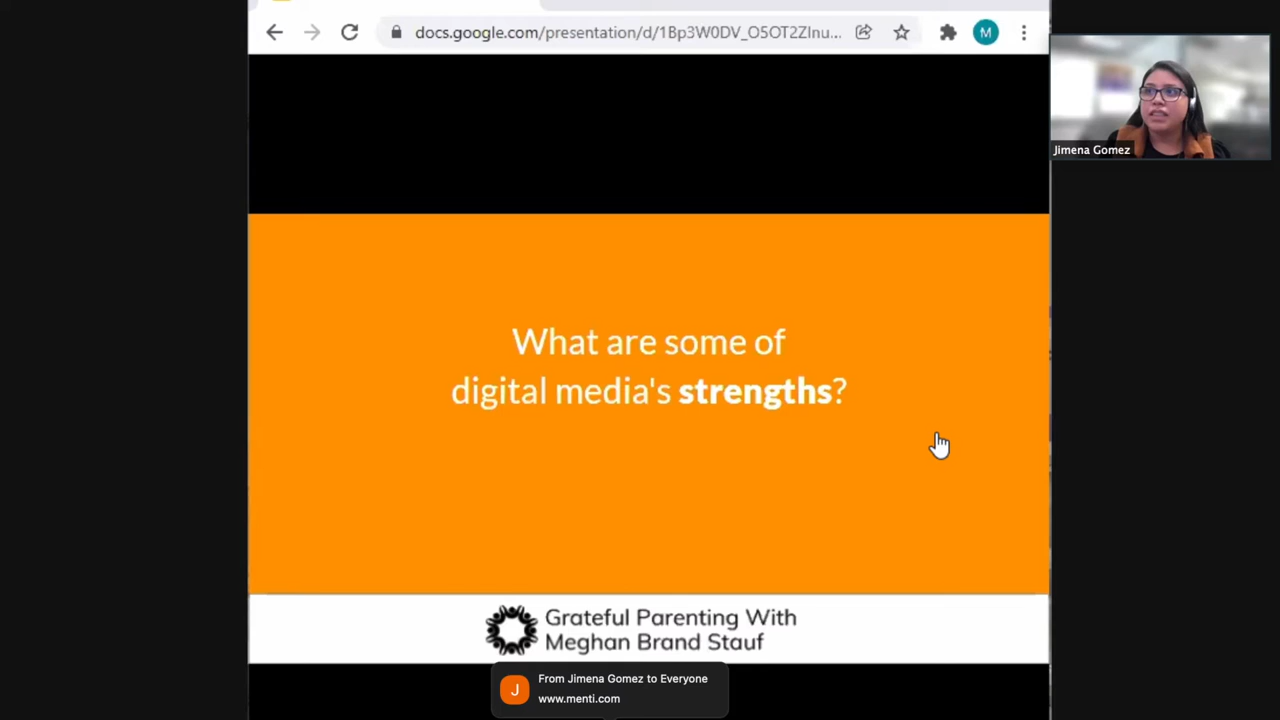 docs.google.com/presentation/d/1Bp3W0DV_O5OT2ZInu...
M
Jimena Gomez
What are some of
digital media's strengths?
Grateful Parenting With
Meghan Brand Stauf
J
From Jimena Gomez to Everyone
www.menti.com